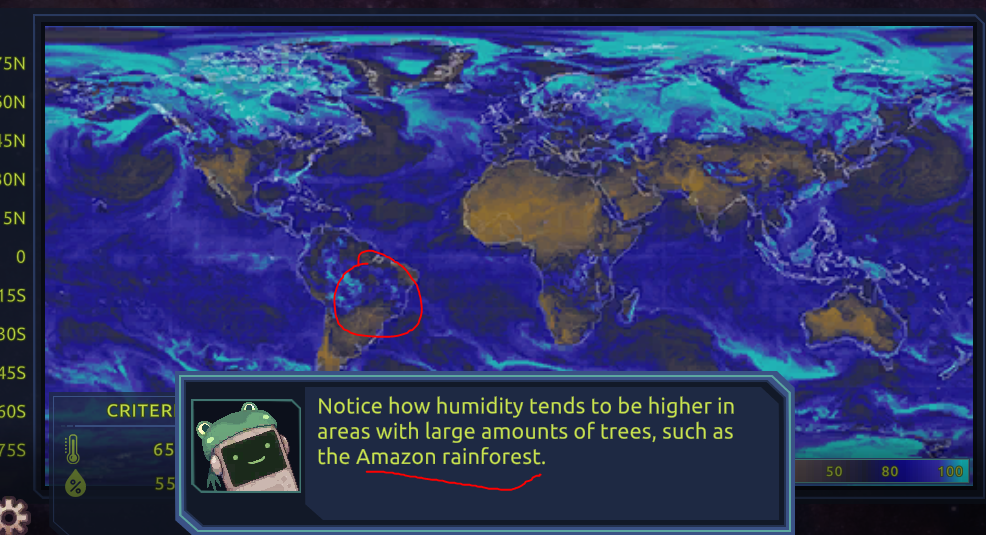 75N
60N
45N
30N
15N
0
15S
30S
45S
60S
75S
CRITERI
65
55
Notice how humidity tends to be higher in
areas with large amounts of trees, such as
the Amazon rainforest.
%
50
80
100